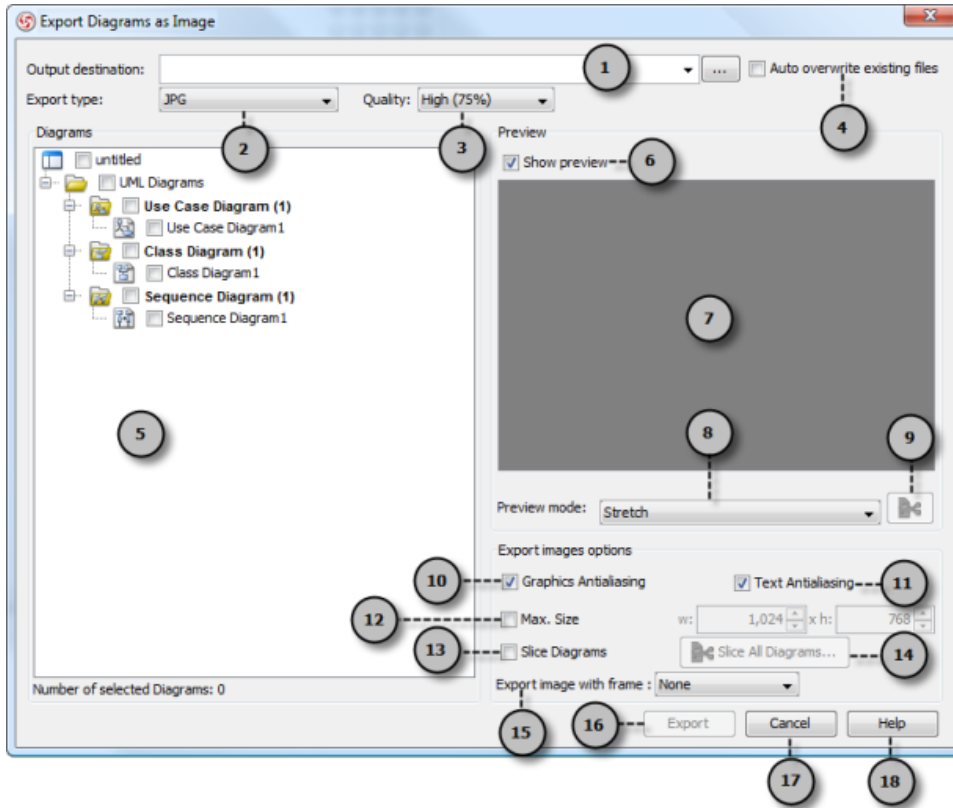 Export Diagrams as Image
Output destination: 1 ... Auto overwrite existing files
Export type: JPG Quality: High (75%)
2 3 4
Diagrams
Preview
untitled
Show preview 6
UML Diagrams
Use Case Diagram (1)
Use Case Diagram1
Class Diagram (1)
Class Diagram1
Sequence Diagram (1)
Sequence Diagram1
7
5
8 9
Preview mode: Stretch
Export images options
10 Graphics Antialiasing Text Antialiasing 11
12 Max. Size w: 1,024 x h: 768
13 Slice Diagrams Slice All Diagrams... 14
Number of selected Diagrams: 0
Export image with frame : None
15 16 Export Cancel Help
17 18